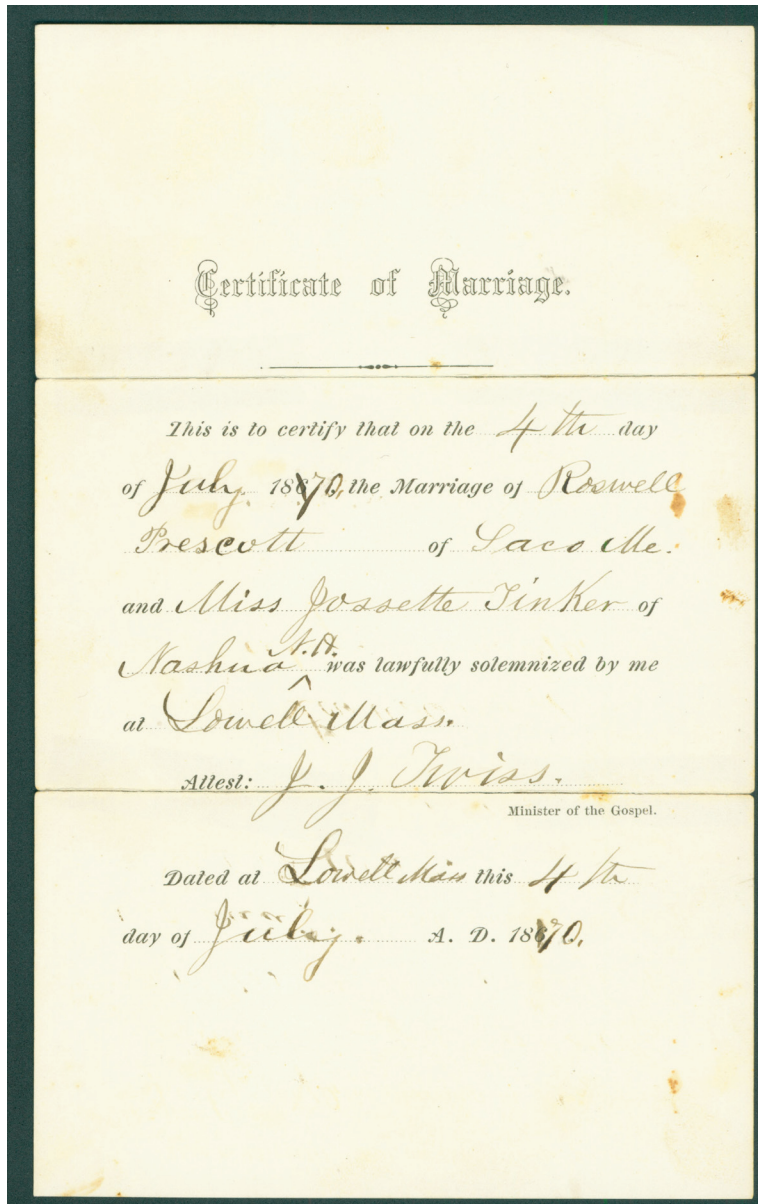 Certificate of Marriage.
This is to certify that on the 4th day
of July. 1870, the Marriage of Roswell
Prescott of Saco Me.
and Miss Jossette Tinker of
Nashua N.H. was lawfully solemnized by me
at Lowell Mass.
Attest: J. J. Twiss.
Minister of the Gospel.
Dated at Lowell Mass this 4th
day of July. A. D. 1870,